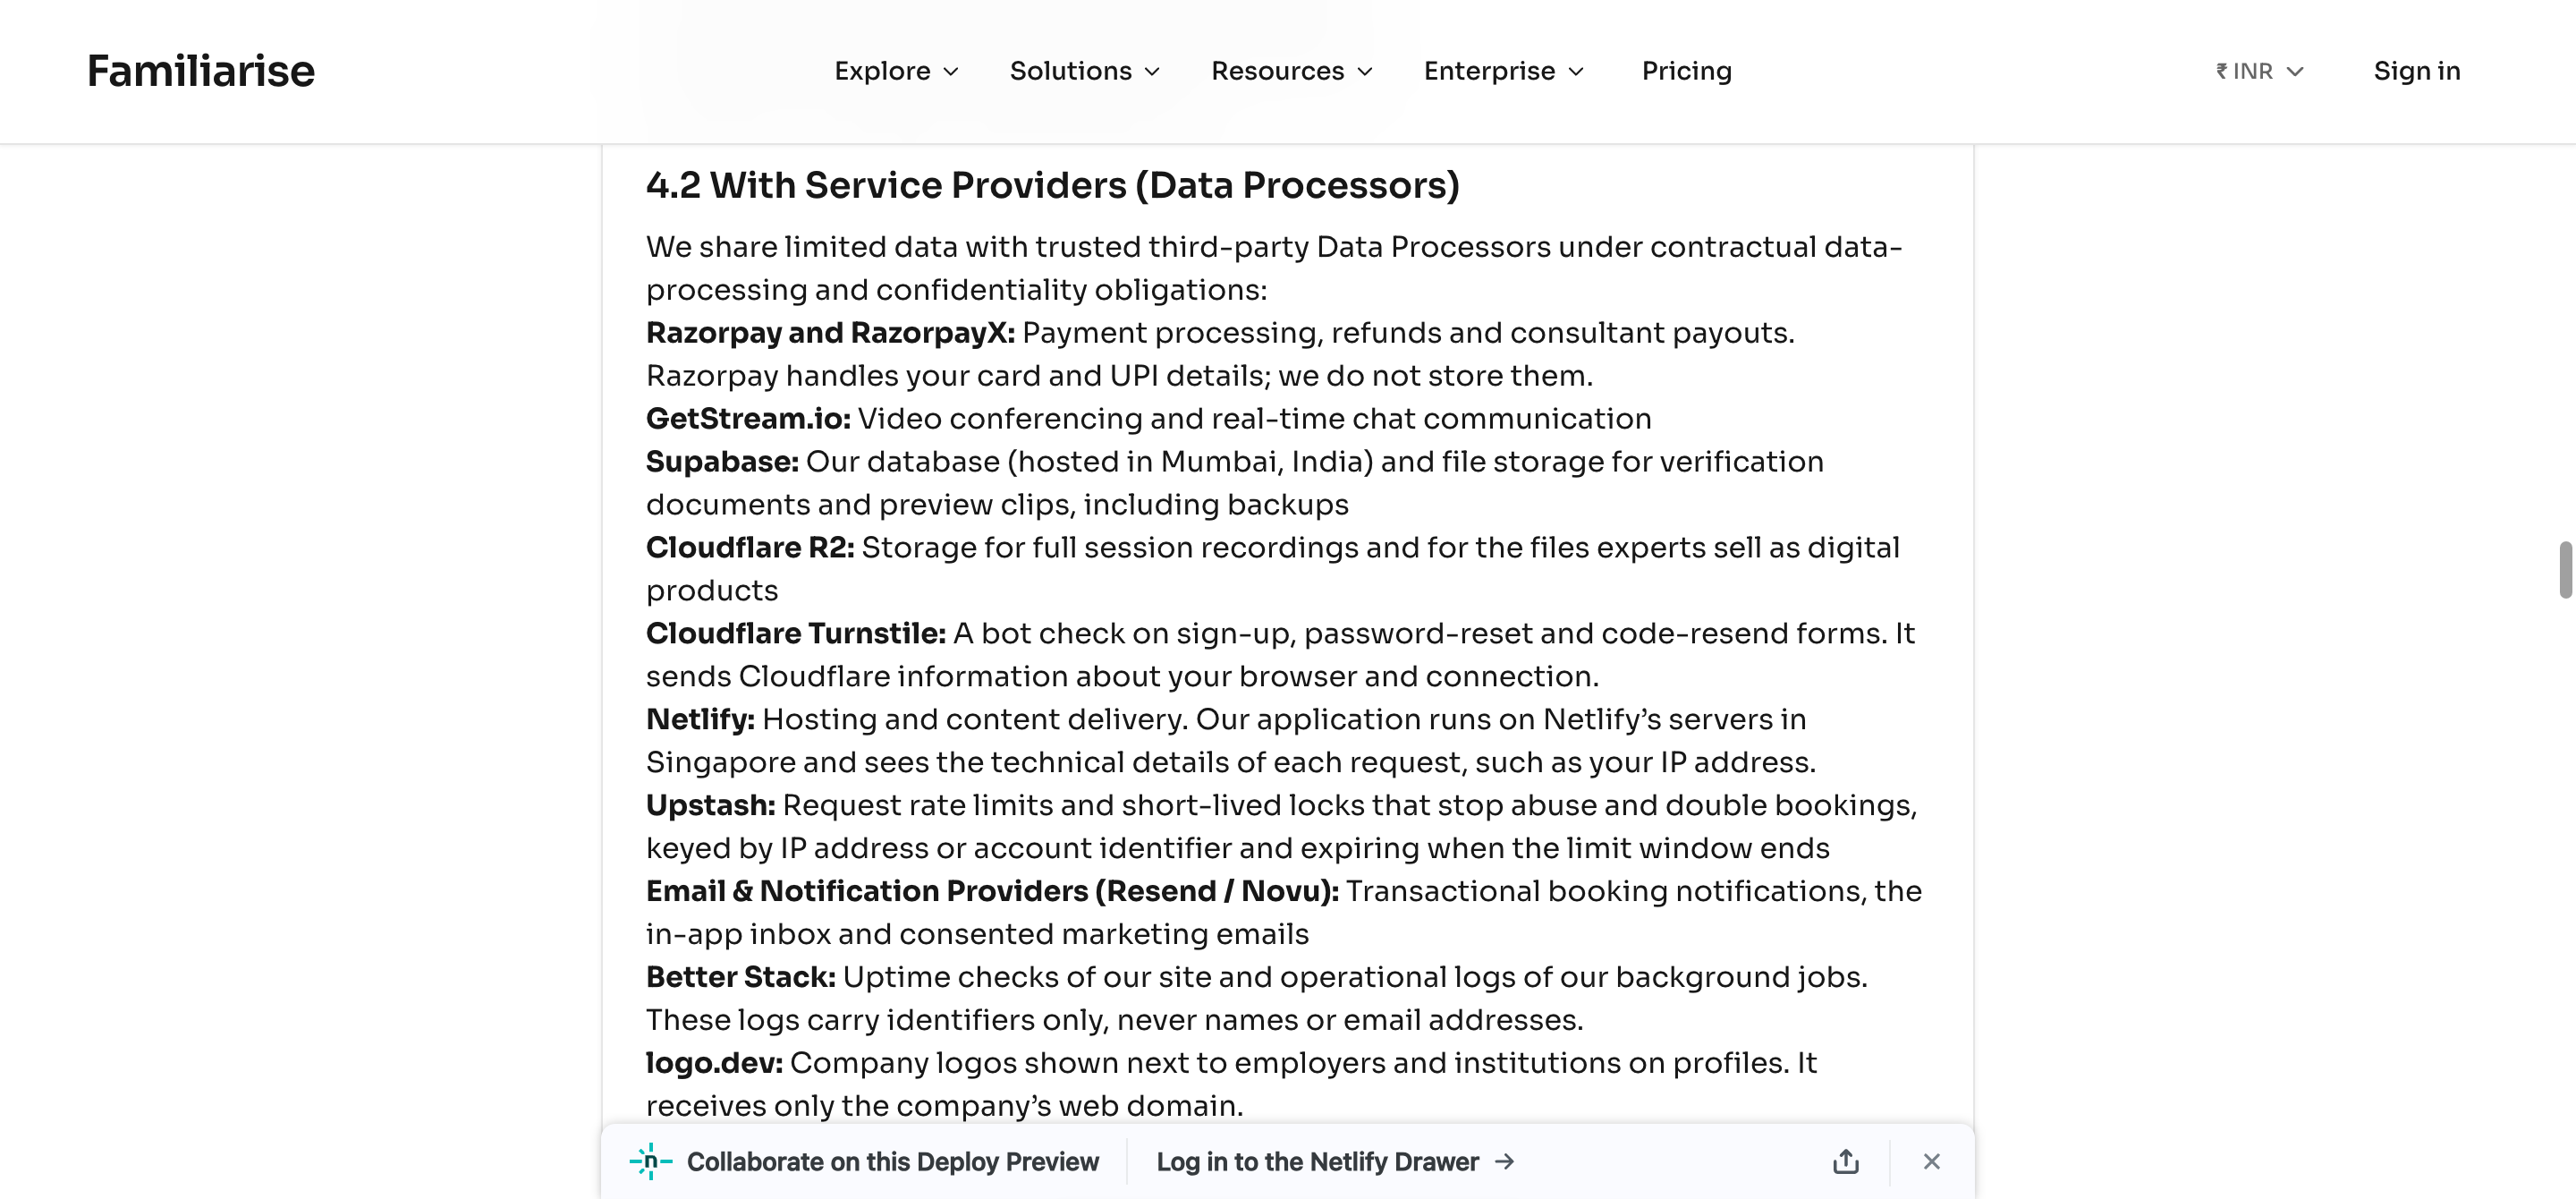 Familiarise
Explore
Solutions
Resources
Enterprise
Pricing
₹ INR
Sign in
4.2 With Service Providers (Data Processors)
We share limited data with trusted third-party Data Processors under contractual data-
processing and confidentiality obligations:
Razorpay and RazorpayX: Payment processing, refunds and consultant payouts.
Razorpay handles your card and UPI details; we do not store them.
GetStream.io: Video conferencing and real-time chat communication
Supabase: Our database (hosted in Mumbai, India) and file storage for verification
documents and preview clips, including backups
Cloudflare R2: Storage for full session recordings and for the files experts sell as digital
products
Cloudflare Turnstile: A bot check on sign-up, password-reset and code-resend forms. It
sends Cloudflare information about your browser and connection.
Netlify: Hosting and content delivery. Our application runs on Netlify’s servers in
Singapore and sees the technical details of each request, such as your IP address.
Upstash: Request rate limits and short-lived locks that stop abuse and double bookings,
keyed by IP address or account identifier and expiring when the limit window ends
Email & Notification Providers (Resend / Novu): Transactional booking notifications, the
in-app inbox and consented marketing emails
Better Stack: Uptime checks of our site and operational logs of our background jobs.
These logs carry identifiers only, never names or email addresses.
logo.dev: Company logos shown next to employers and institutions on profiles. It
receives only the company’s web domain.
Collaborate on this Deploy Preview
Log in to the Netlify Drawer →